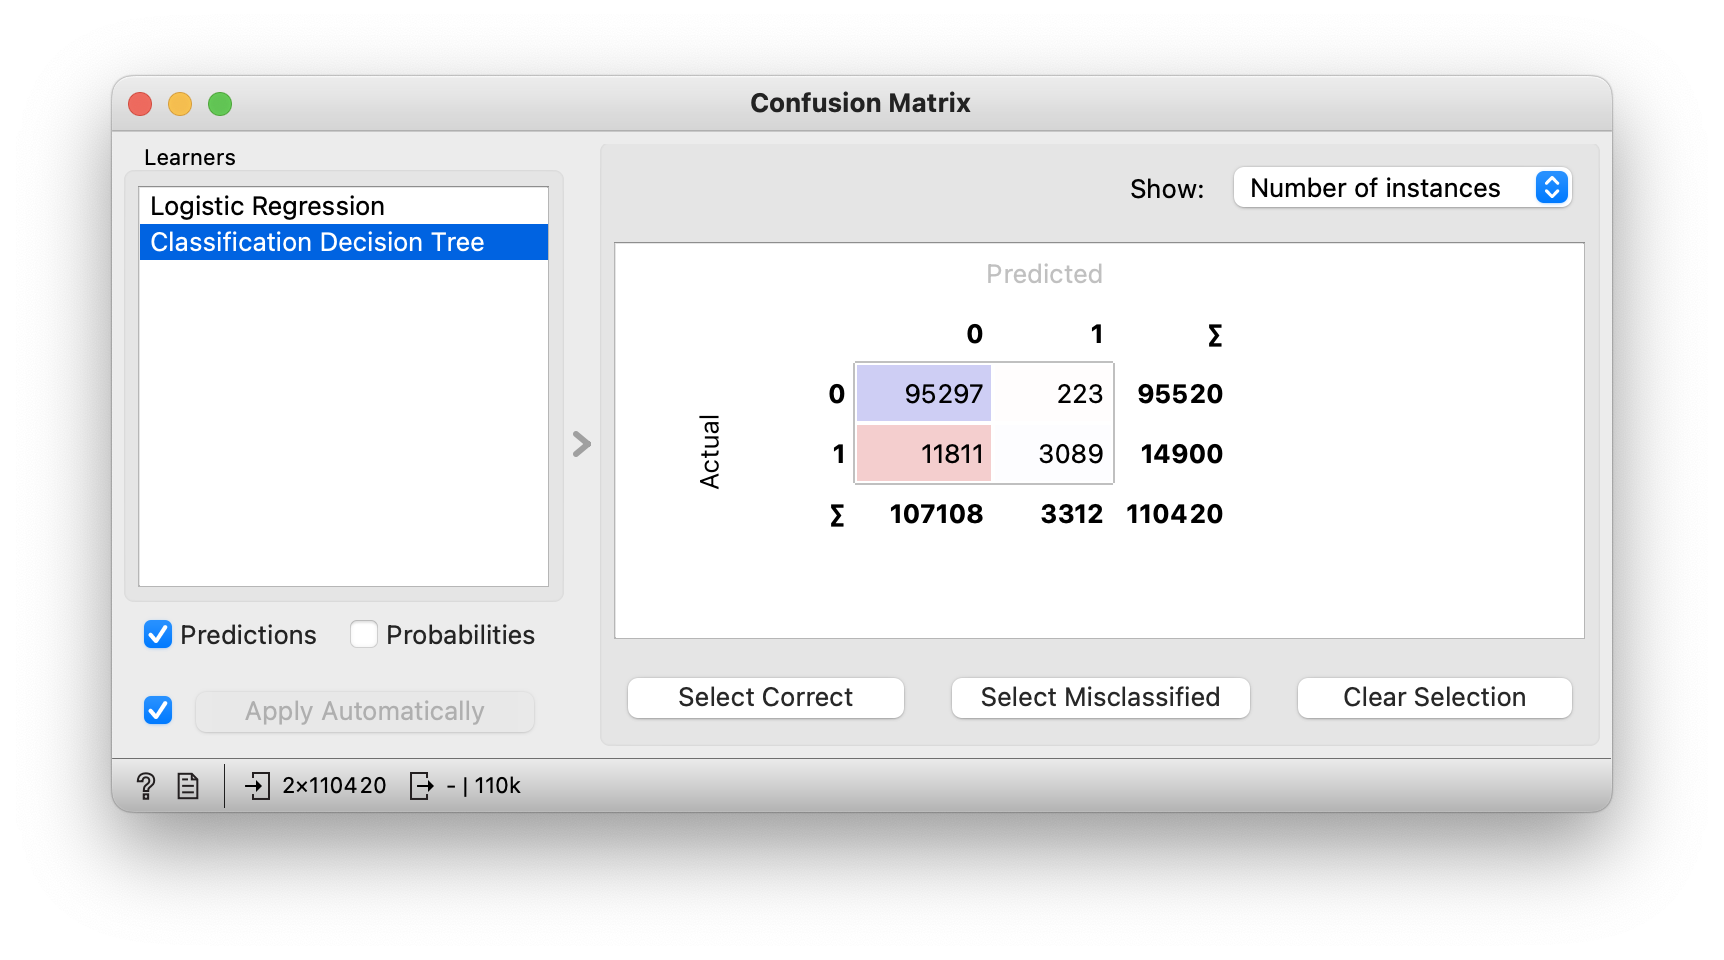 Confusion Matrix
Learners
Logistic Regression
Classification Decision Tree
Predictions
Probabilities
Apply Automatically
Show: Number of instances
Predicted
0 1 Σ
0 95297 223 95520
Actual
1 11811 3089 14900
Σ 107108 3312 110420
Select Correct
Select Misclassified
Clear Selection
? 2×110420 - | 110k